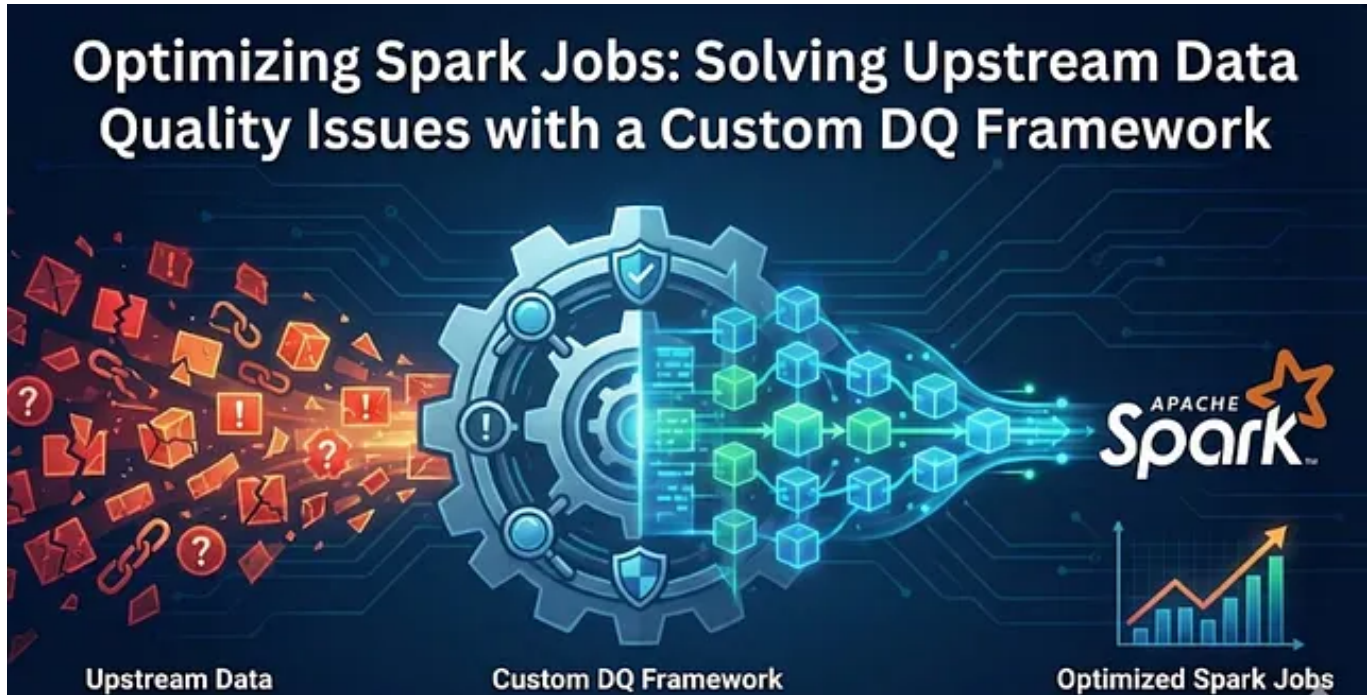 Optimizing Spark Jobs: Solving Upstream Data
Quality Issues with a Custom DQ Framework
!
?
!
!
?
?
!
APACHE
Spark™
Upstream Data
Custom DQ Framework
Optimized Spark Jobs